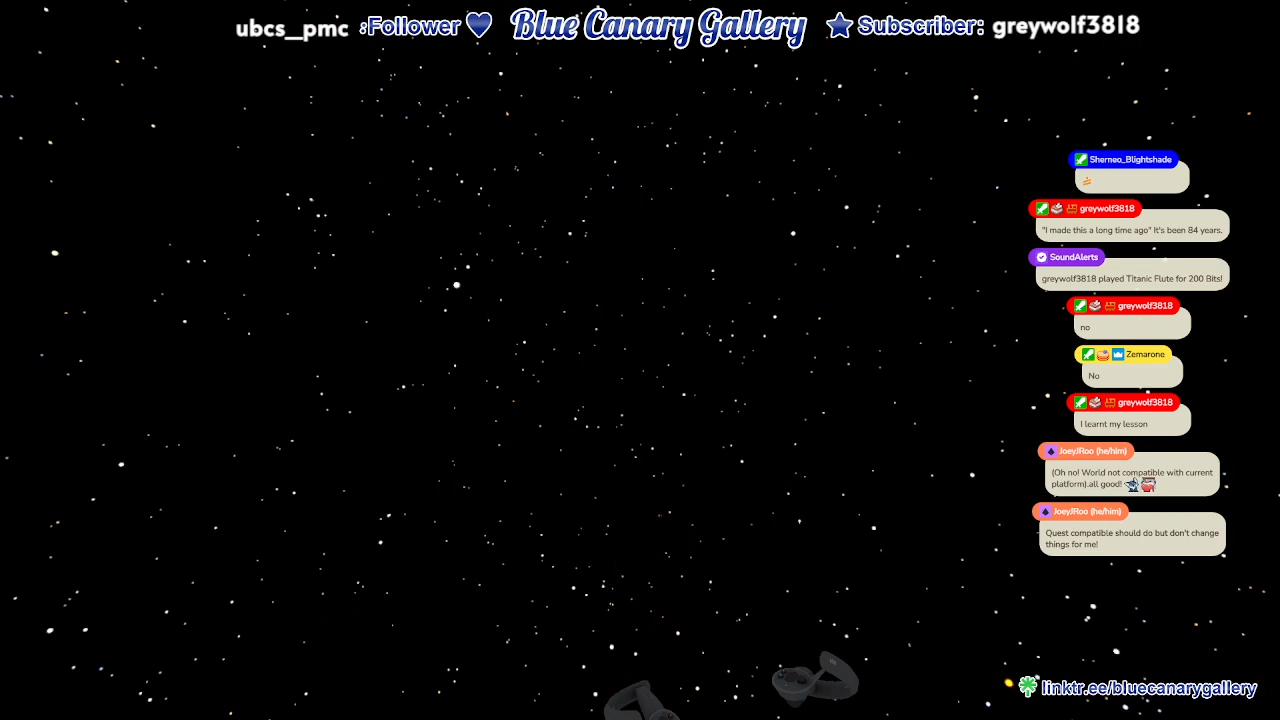 ubcs_pmc :Follower Blue Canary Gallery Subscriber: greywolf3818
Sherneo_Blightshade
greywolf3818
"I made this a long time ago" It's been 84 years.
SoundAlerts
greywolf3818 played Titanic Flute for 200 Bits!
greywolf3818
no
Zemarone
No
greywolf3818
I learnt my lesson
JoeyJRoo (he/him)
(Oh no! World not compatible with current
platform).all good!
JoeyJRoo (he/him)
Quest compatible should do but don't change
things for me!
linktr.ee/bluecanarygallery